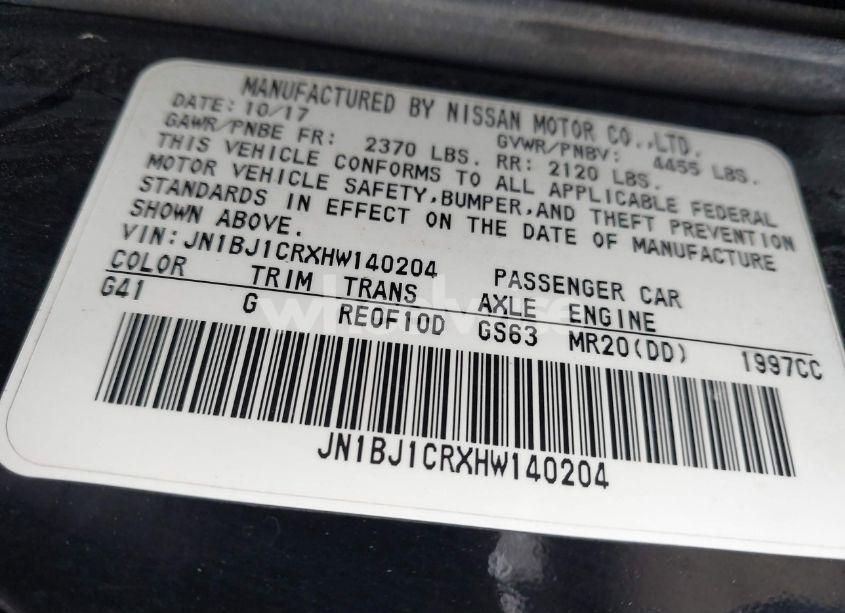 MANUFACTURED BY NISSAN MOTOR CO.,LTD.
DATE: 10/17 GVWR/PNBV: 4455 LBS.
GAWR/PNBE FR: 2370 LBS. RR: 2120 LBS.
THIS VEHICLE CONFORMS TO ALL APPLICABLE FEDERAL
MOTOR VEHICLE SAFETY,BUMPER,AND THEFT PREVENTION
STANDARDS IN EFFECT ON THE DATE OF MANUFACTURE
SHOWN ABOVE.
VIN:JN1BJ1CRXHW140204 PASSENGER CAR
COLOR TRIM TRANS AXLE ENGINE
G41 G RE0F10D GS63 MR20(DD) 1997CC
JN1BJ1CRXHW140204